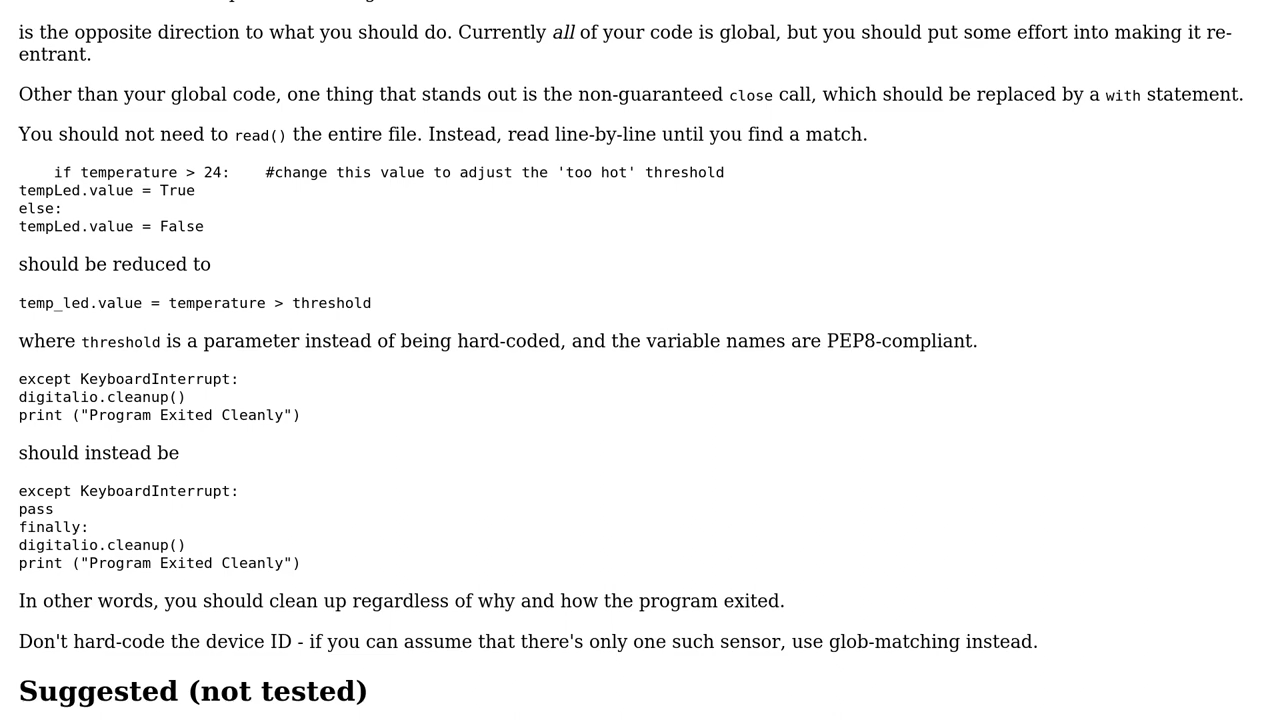 is the opposite direction to what you should do. Currently all of your code is global, but you should put some effort into making it re-
entrant.
Other than your global code, one thing that stands out is the non-guaranteed close call, which should be replaced by a with statement.
You should not need to read() the entire file. Instead, read line-by-line until you find a match.
    if temperature > 24:    #change this value to adjust the 'too hot' threshold
tempLed.value = True
else:
tempLed.value = False
should be reduced to
temp_led.value = temperature > threshold
where threshold is a parameter instead of being hard-coded, and the variable names are PEP8-compliant.
except KeyboardInterrupt:
digitalio.cleanup()
print ("Program Exited Cleanly")
should instead be
except KeyboardInterrupt:
pass
finally:
digitalio.cleanup()
print ("Program Exited Cleanly")
In other words, you should clean up regardless of why and how the program exited.
Don't hard-code the device ID - if you can assume that there's only one such sensor, use glob-matching instead.
Suggested (not tested)